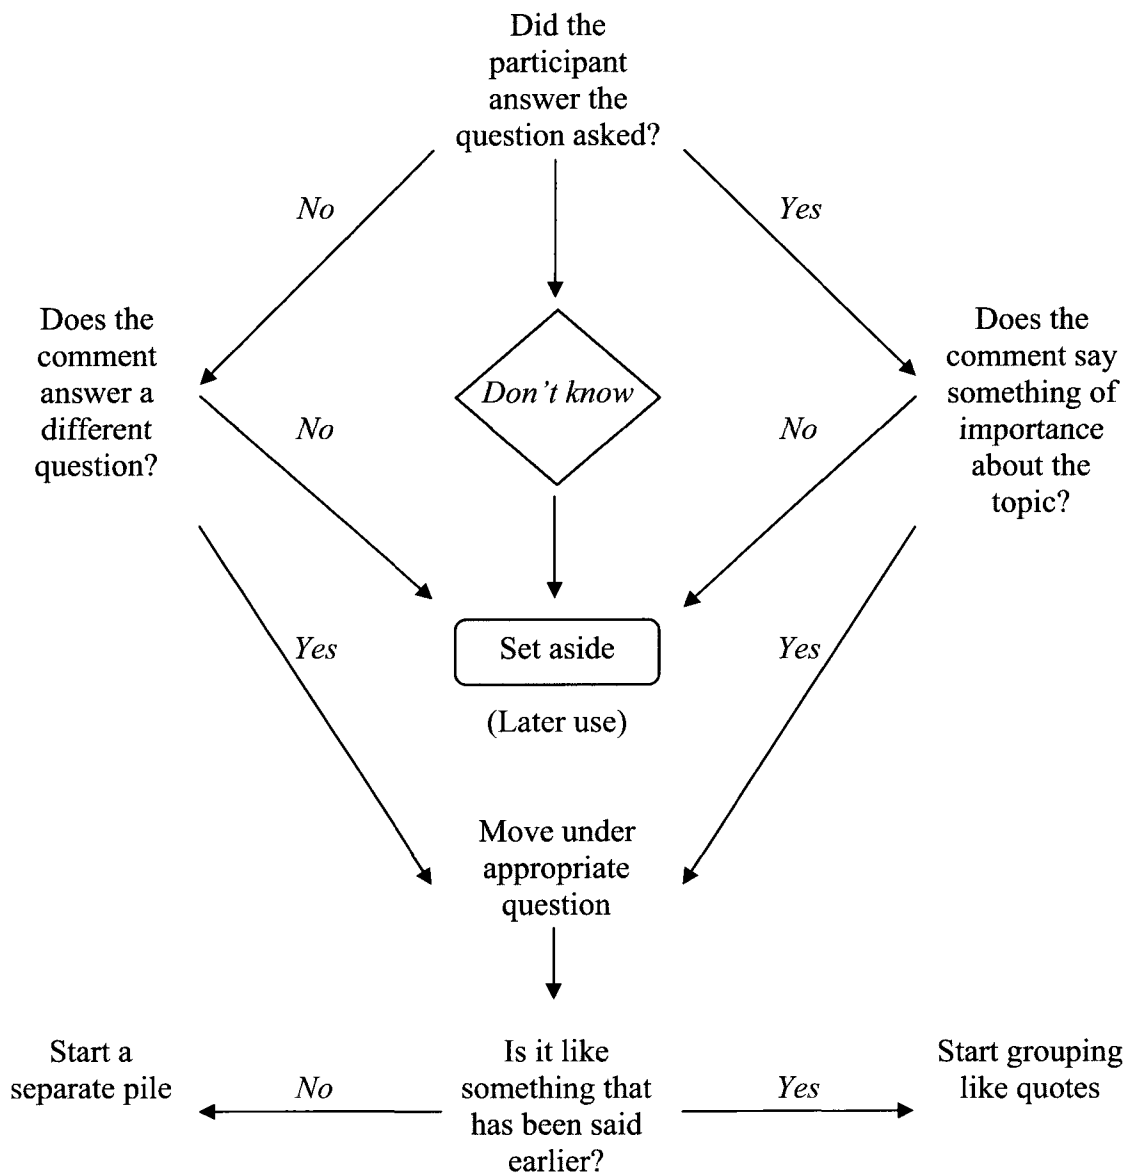 Did the
participant
answer the
question asked?
No
Yes
Does the
comment
answer a
different
question?
No
Don't know
No
Does the
comment say
something of
importance
about the
topic?
Yes
Set aside
Yes
(Later use)
Move under
appropriate
question
Start a
separate pile
No
Is it like
something that
has been said
earlier?
Yes
Start grouping
like quotes